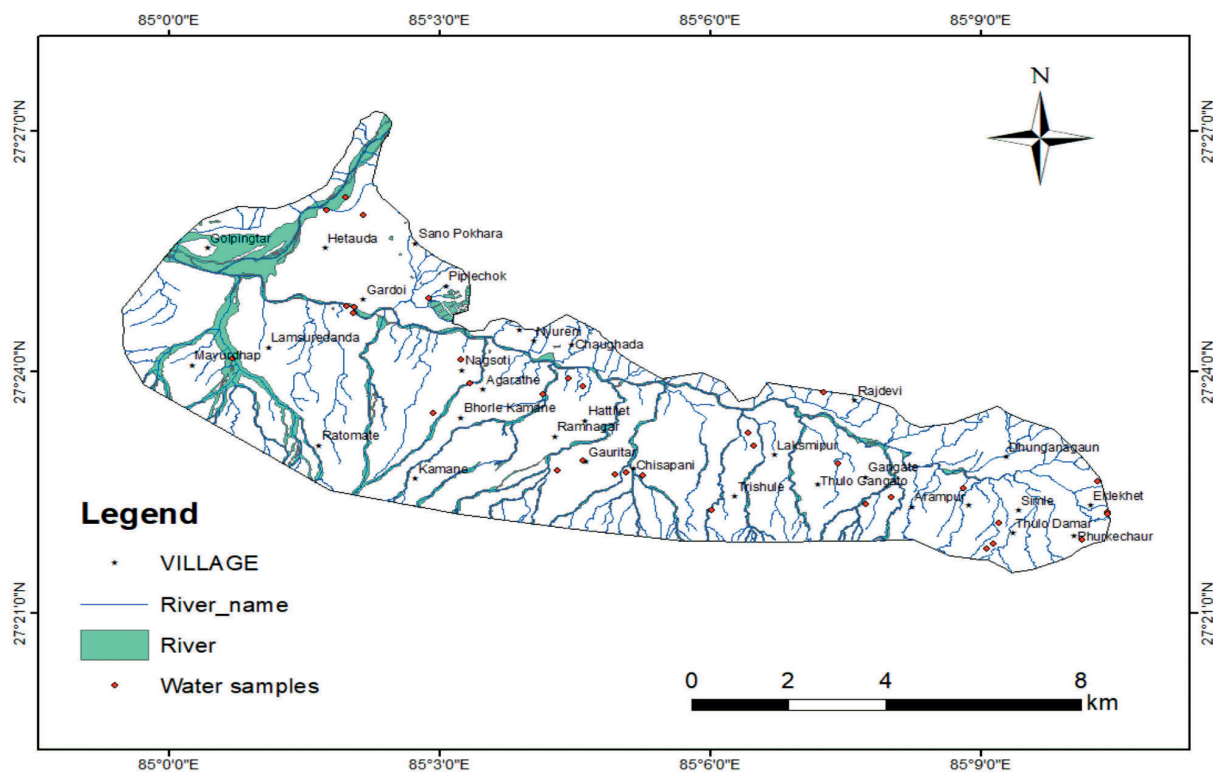 85°0'0"E 85°3'0"E 85°6'0"E 85°9'0"E
N
27°27'0"N 27°27'0"N
Sano Pokhara
Golpingtar Hetauda
Piplechok
Gardoi
Nyureni
Lamsuredanda Chaughada
Mayurdhap Nagsoti
27°24'0"N 27°24'0"N
Agarathe Rajdevi
Bhorle Kamane Hatthet
Ramnagar
Ratomate Laksmipur Dhunganagaun
Gauritar
Kamane Chisapani Gangate
Trishule Thulo Gangato
Arampur Simle Eklekhet
Thulo Damar
Phurkechaur
Legend
VILLAGE
River_name
27°21'0"N 27°21'0"N
River
Water samples
0 2 4 8
km
85°0'0"E 85°3'0"E 85°6'0"E 85°9'0"E